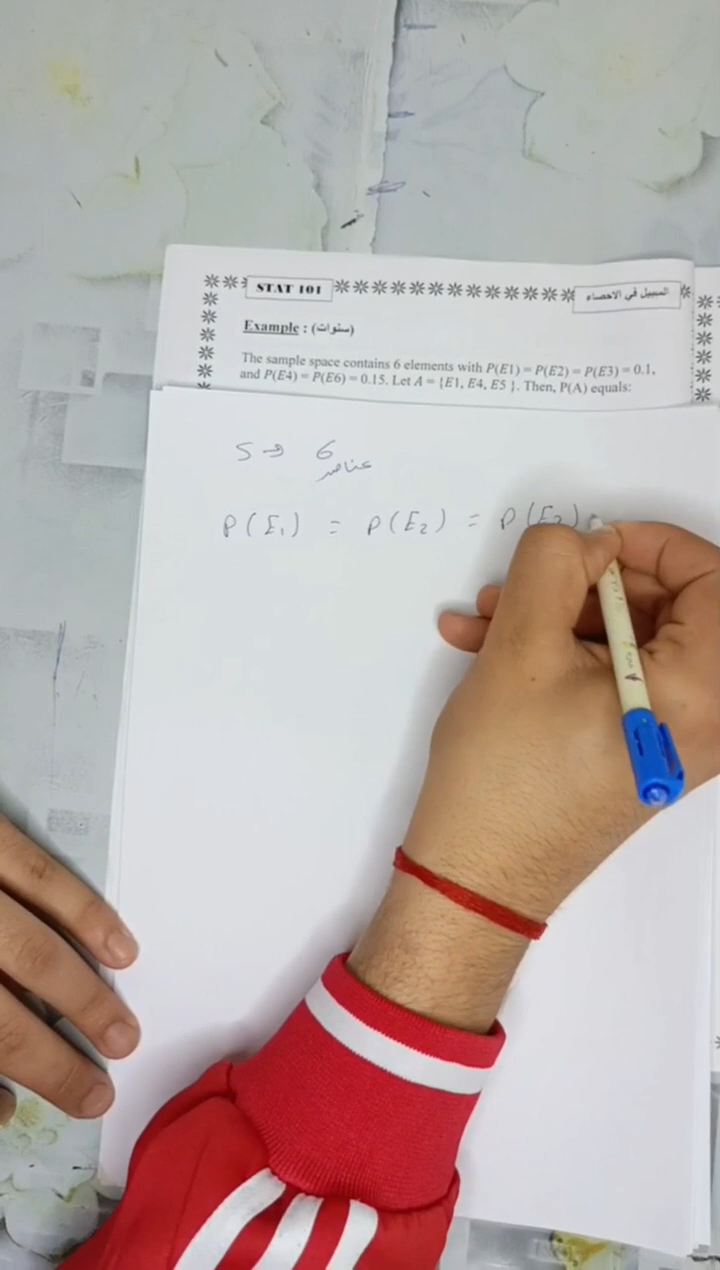 STAT 101
السبيل في الاحصاء
Example : (سنوات)
The sample space contains 6 elements with P(E1) = P(E2) = P(E3) = 0.1,
and P(E4) = P(E6) = 0.15. Let A = {E1, E4, E5 }. Then, P(A) equals:
S → 6
عناصر
P(E₁) = P(E₂) = P(E₃)